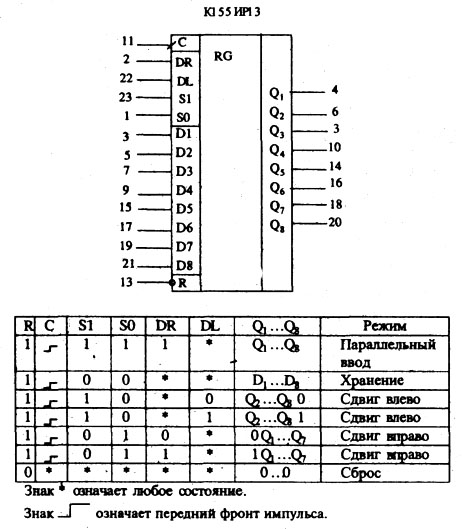 К155ИР13
11 C RG
2 DR
22 DL
23 S1
1 S0
3 D1
5 D2
7 D3
9 D4
15 D5
17 D6
19 D7
21 D8
13 R
Q1 4
Q2 6
Q3 3
Q4 10
Q5 14
Q6 16
Q7 18
Q8 20
R C S1 S0 DR DL Q1...Q8 Режим
1 1 1 1 * Q1...Q8 Параллельный
ввод
1 0 0 * * D1...D8 Хранение
1 1 0 * 0 Q2...Q8 0 Сдвиг влево
1 1 0 * 1 Q2...Q8 1 Сдвиг влево
1 0 1 0 * 0 Q1...Q7 Сдвиг вправо
1 0 1 1 * 1 Q1...Q7 Сдвиг вправо
0 * * * * * 0...0 Сброс
Знак * означает любое состояние.
Знак означает передний фронт импульса.